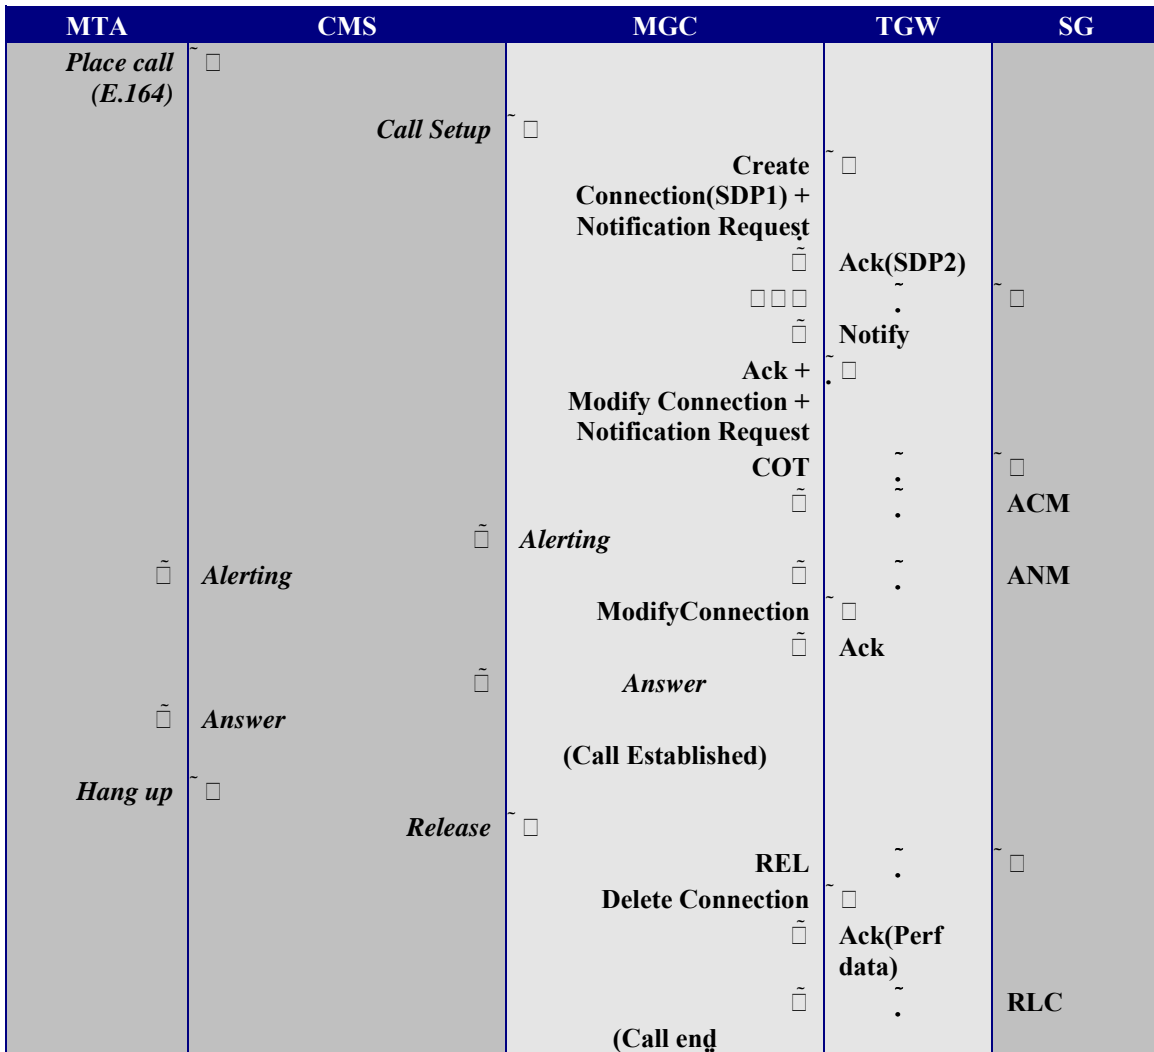 MTA CMS MGC TGW SG
Place call
(E.164)
Call Setup
Create
Connection(SDP1) +
Notification Request
Ack(SDP2)
Notify
Ack +
Modify Connection +
Notification Request
COT
ACM
Alerting
Alerting ANM
ModifyConnection
Ack
Answer
Answer
(Call Established)
Hang up
Release
REL
Delete Connection
Ack(Perf
data)
RLC
(Call end